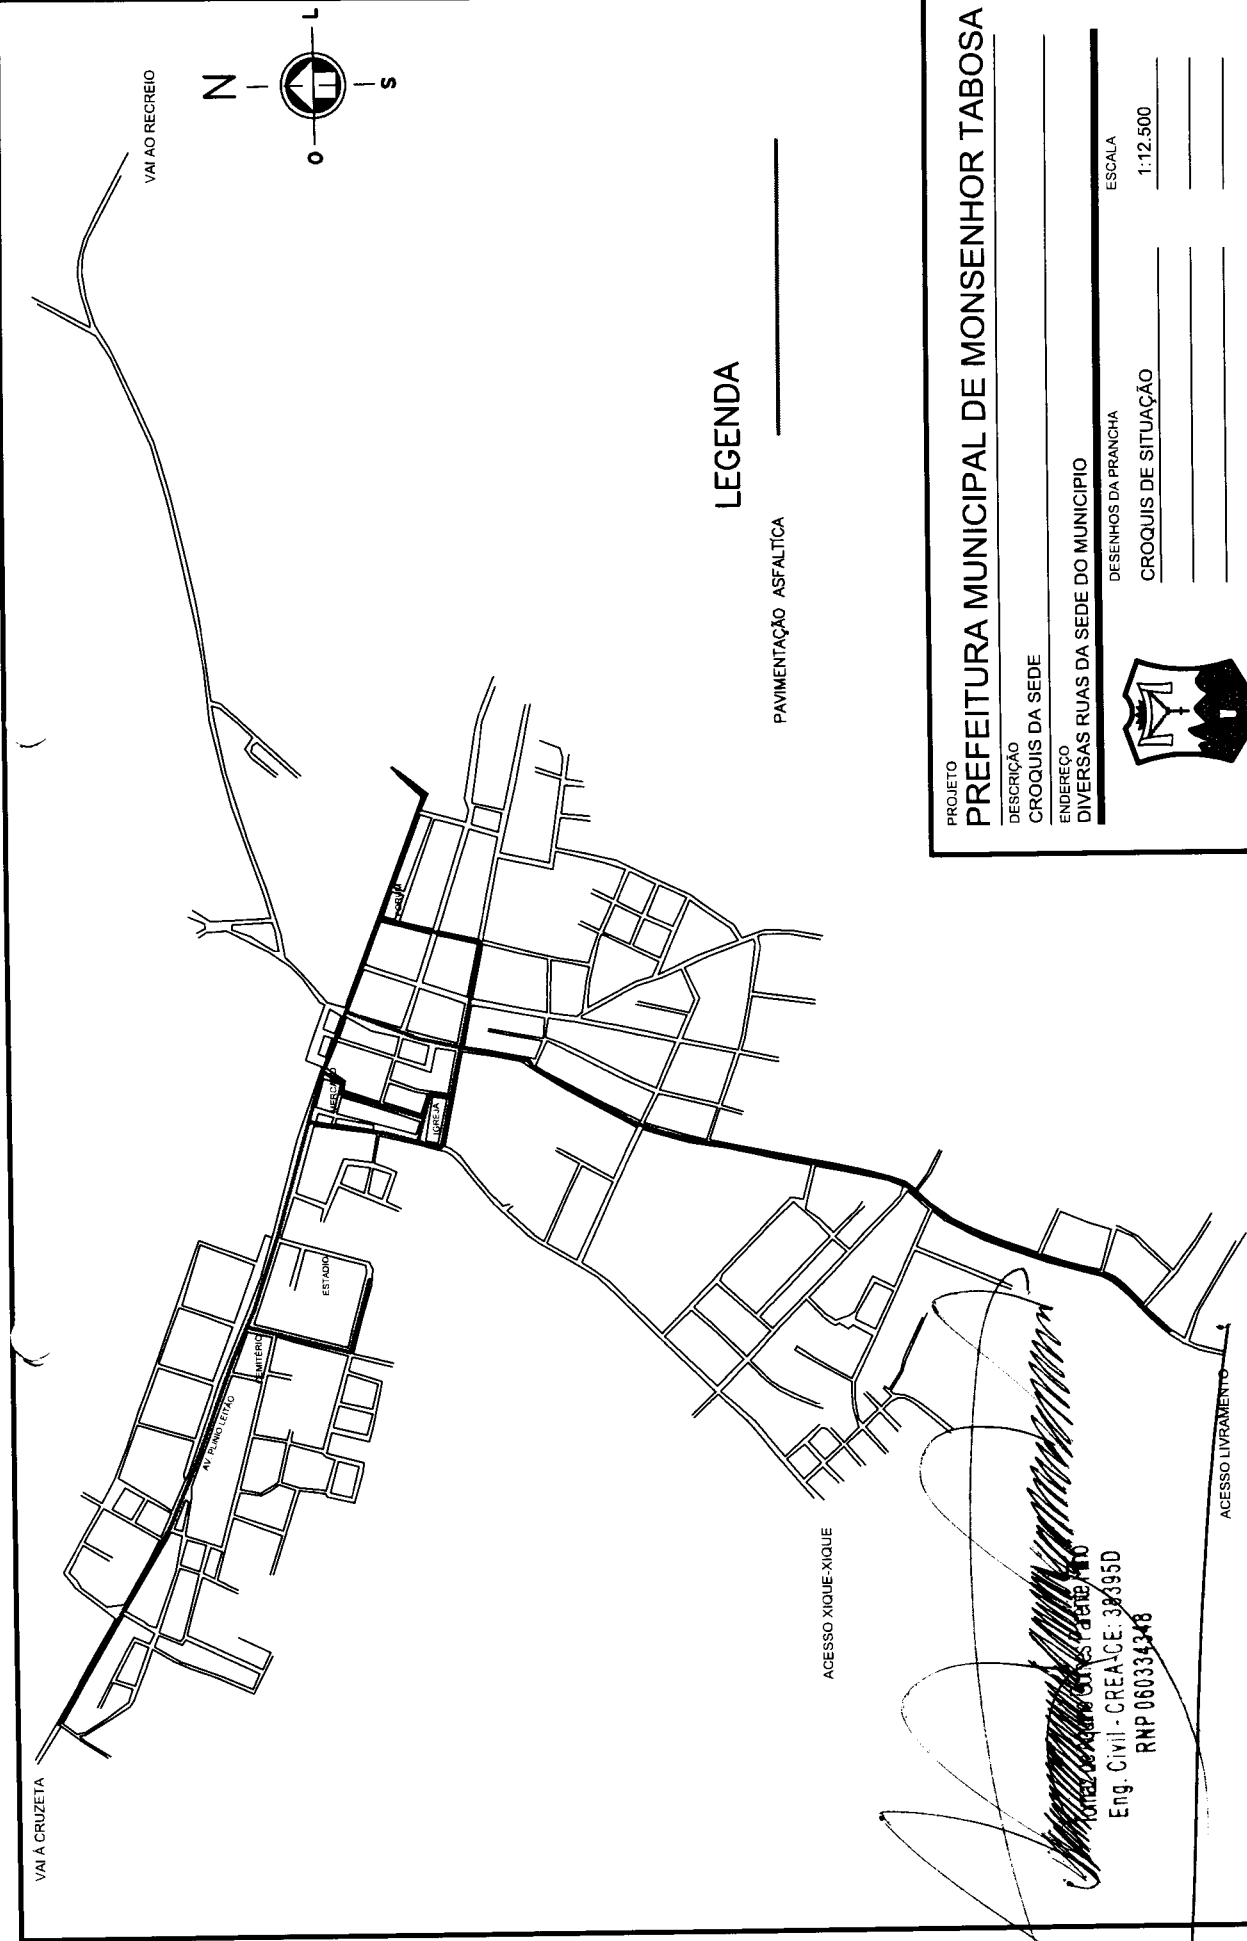 VAI À CRUZETA
VAI AO RECREIO
N
L
S
O
AV. PLINIO LEITÃO
CEMITÉRIO
ESTADIO
MERCADO
IGREJA
FORUM
ACESSO XIQUE-XIQUE
ACESSO LIVRAMENTO
LEGENDA
PAVIMENTAÇÃO ASFALTÍCA
PROJETO
PREFEITURA MUNICIPAL DE MONSENHOR TABOSA
DESCRIÇÃO
CROQUIS DA SEDE
ENDEREÇO
DIVERSAS RUAS DA SEDE DO MUNICIPIO
DESENHOS DA PRANCHA
CROQUIS DE SITUAÇÃO
ESCALA
1:12.500
Eng. Civil - CREA-CE: 38395D
RNP 060334348